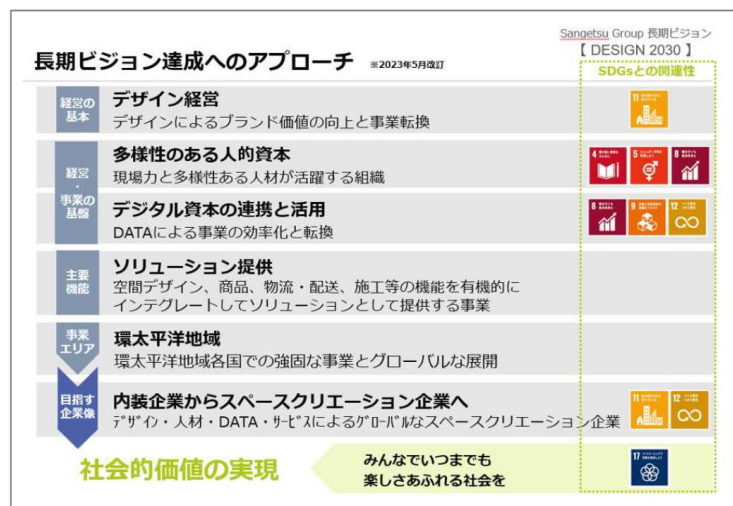 Sangetsu Group 長期ビジョン
【 DESIGN 2030 】
長期ビジョン達成へのアプローチ ※2023年5月改訂
SDGsとの関連性
経営の
基本
デザイン経営
デザインによるブランド価値の向上と事業転換
11
経営
・
事業の
基盤
多様性のある人的資本
現場力と多様性ある人材が活躍する組織
4 5 8
デジタル資本の連携と活用
DATAによる事業の効率化と転換
8 9 12
主要
機能
ソリューション提供
空間デザイン、商品、物流・配送、施工等の機能を有機的に
インテグレートしてソリューションとして提供する事業
事業
エリア
環太平洋地域
環太平洋地域各国での強固な事業とグローバルな展開
目指す
企業像
内装企業からスペースクリエーション企業へ
ﾃﾞｻﾞｲﾝ・人材・DATA・ｻｰﾋﾞｽによるｸﾞﾛｰﾊﾞﾙなスペースクリエーション企業
11 12
社会的価値の実現
みんなでいつまでも
楽しさあふれる社会を
17